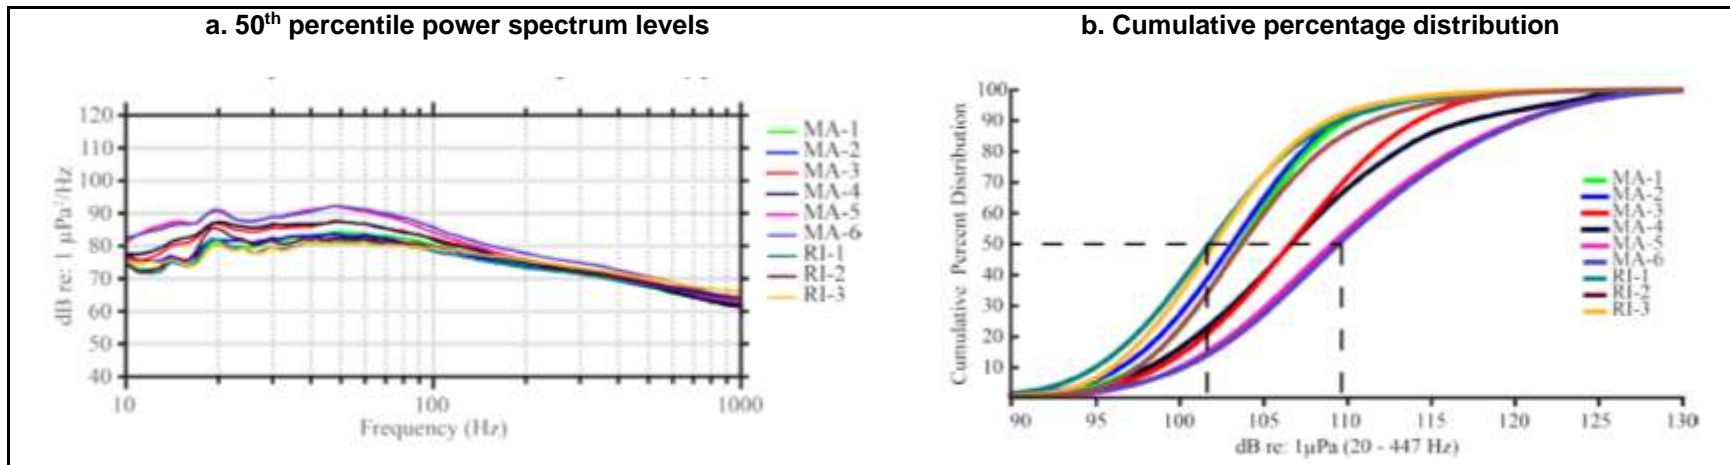 a. 50th percentile power spectrum levels
120
110
100
90
80
70
60
50
40
dB re: 1 µPa²/Hz
10
100
1000
Frequency (Hz)
MA-1
MA-2
MA-3
MA-4
MA-5
MA-6
RI-1
RI-2
RI-3
b. Cumulative percentage distribution
100
90
80
70
60
50
40
30
20
10
Cumulative Percent Distribution
90
95
100
105
110
115
120
125
130
dB re: 1µPa (20 - 447 Hz)
MA-1
MA-2
MA-3
MA-4
MA-5
MA-6
RI-1
RI-2
RI-3